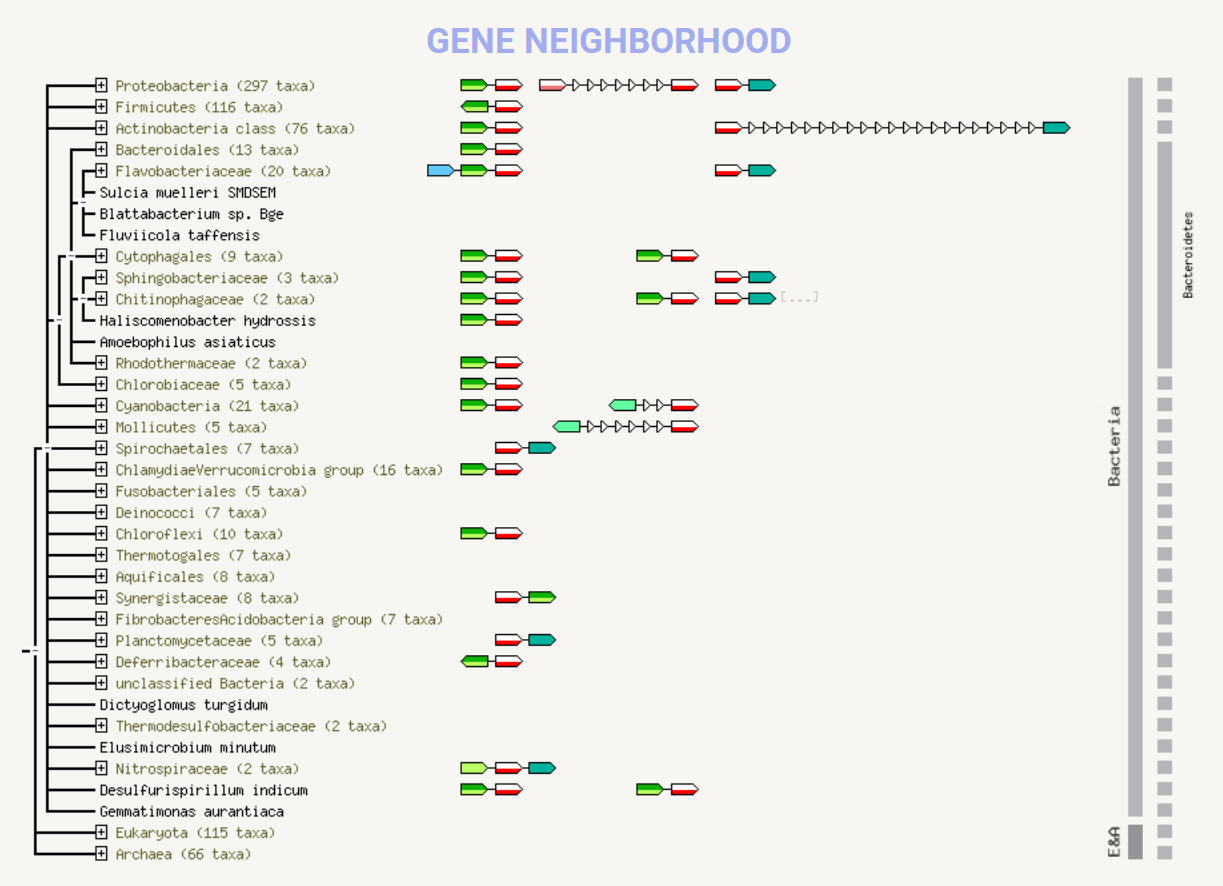 GENE NEIGHBORHOOD
Proteobacteria (297 taxa)
Firmicutes (116 taxa)
Actinobacteria class (76 taxa)
Bacteroidales (13 taxa)
Flavobacteriaceae (20 taxa)
Sulcia muelleri SMDSEM
Blattabacterium sp. Bge
Fluviicola taffensis
Cytophagales (9 taxa)
Sphingobacteriaceae (3 taxa)
Chitinophagaceae (2 taxa) [...]
Haliscomenobacter hydrossis
Amoebophilus asiaticus
Rhodothermaceae (2 taxa)
Chlorobiaceae (5 taxa)
Cyanobacteria (21 taxa)
Mollicutes (5 taxa)
Spirochaetales (7 taxa)
ChlamydiaeVerrucomicrobia group (16 taxa)
Fusobacteriales (5 taxa)
Deinococci (7 taxa)
Chloroflexi (10 taxa)
Thermotogales (7 taxa)
Aquificales (8 taxa)
Synergistaceae (8 taxa)
FibrobacteresAcidobacteria group (7 taxa)
Planctomycetaceae (5 taxa)
Deferribacteraceae (4 taxa)
unclassified Bacteria (2 taxa)
Dictyoglomus turgidum
Thermodesulfobacteriaceae (2 taxa)
Elusimicrobium minutum
Nitrospiraceae (2 taxa)
Desulfurispirillum indicum
Gemmatimonas aurantiaca
Eukaryota (115 taxa)
Archaea (66 taxa)
Bacteria
E&A
Bacteroidetes